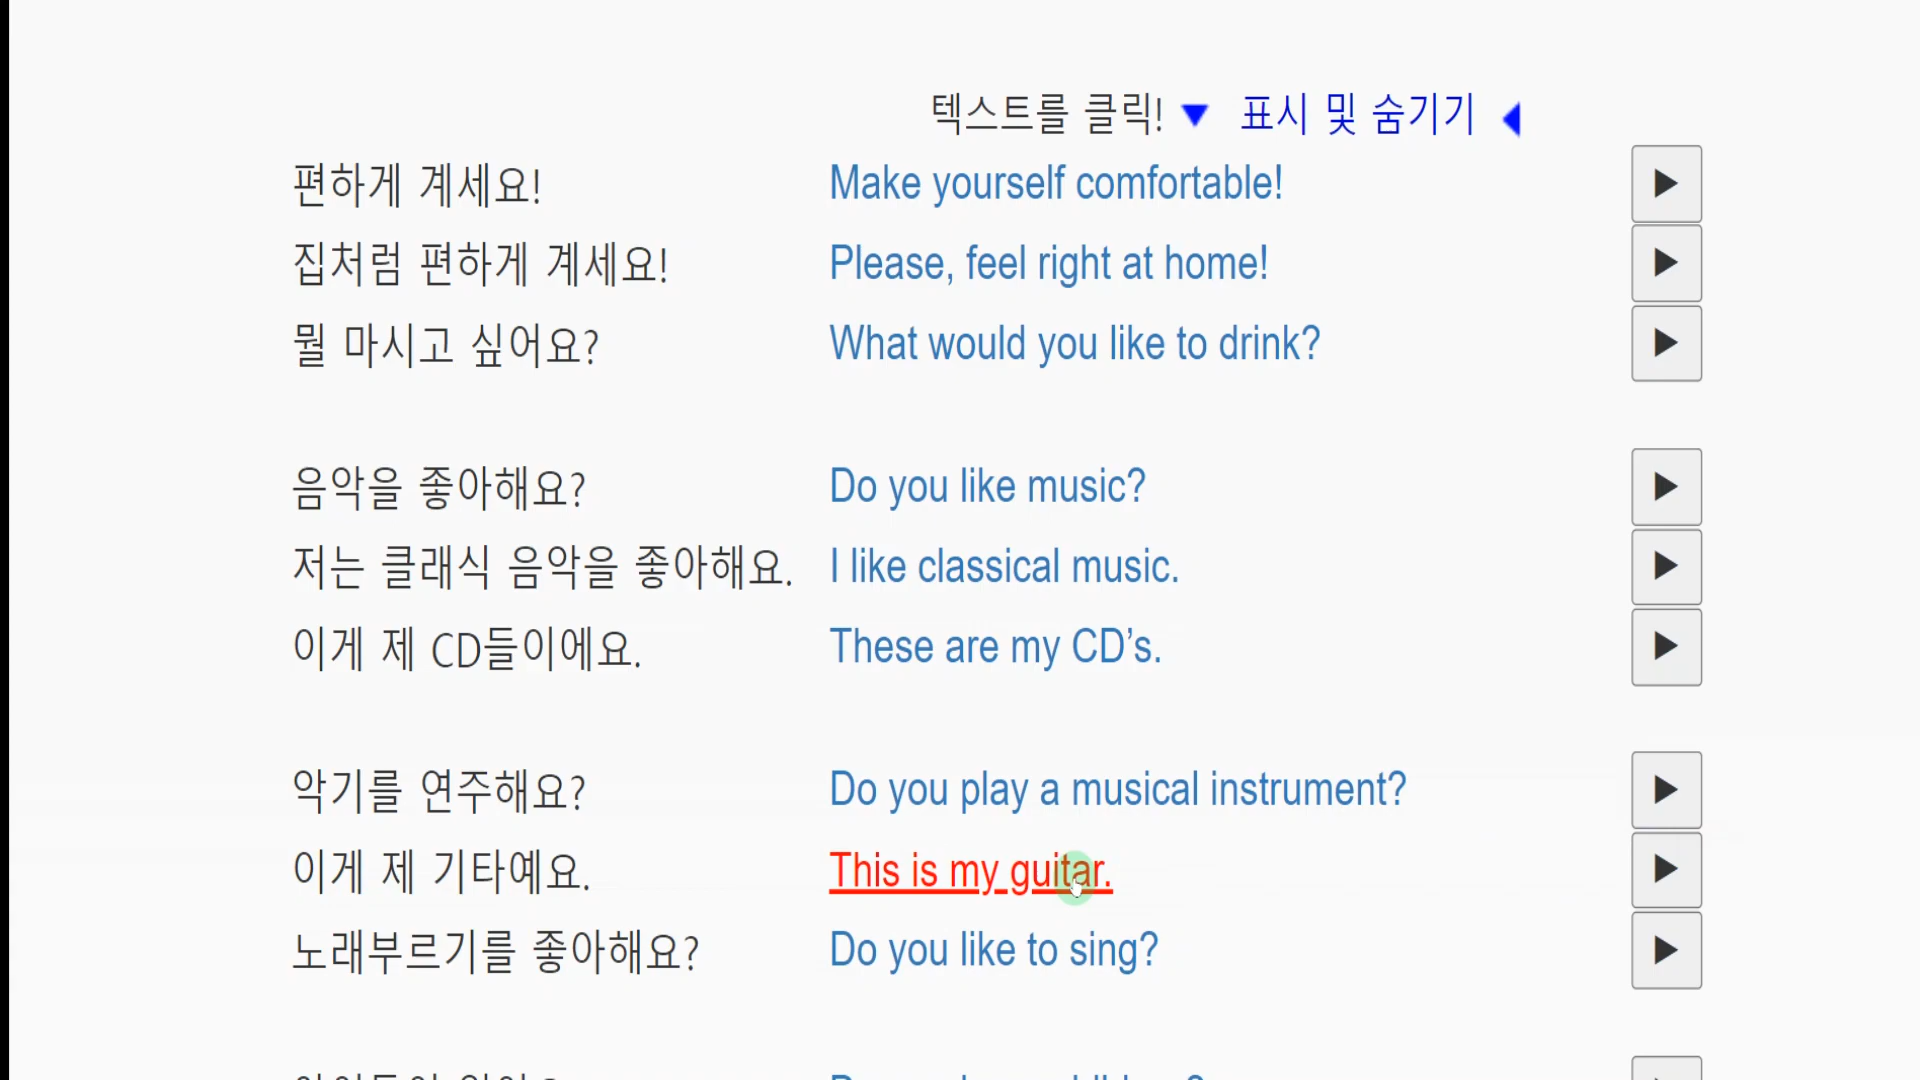 텍스트를 클릭! ▼ 표시 및 숨기기 ◀
편하게 계세요! Make yourself comfortable!
집처럼 편하게 계세요! Please, feel right at home!
뭘 마시고 싶어요? What would you like to drink?
음악을 좋아해요? Do you like music?
저는 클래식 음악을 좋아해요. I like classical music.
이게 제 CD들이에요. These are my CD’s.
악기를 연주해요? Do you play a musical instrument?
이게 제 기타예요. This is my guitar.
노래부르기를 좋아해요? Do you like to sing?